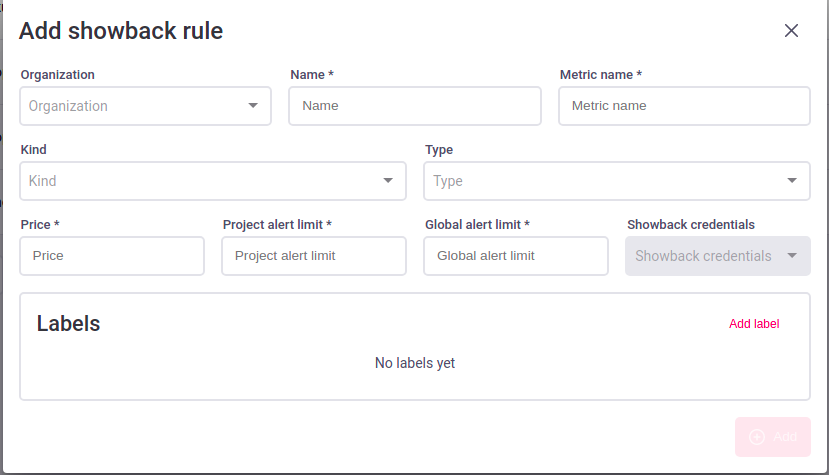 Add showback rule
Organization Name * Metric name *
Organization Name Metric name
Kind Type
Kind Type
Price * Project alert limit * Global alert limit * Showback credentials
Price Project alert limit Global alert limit Showback credentials
Labels Add label
No labels yet
Add